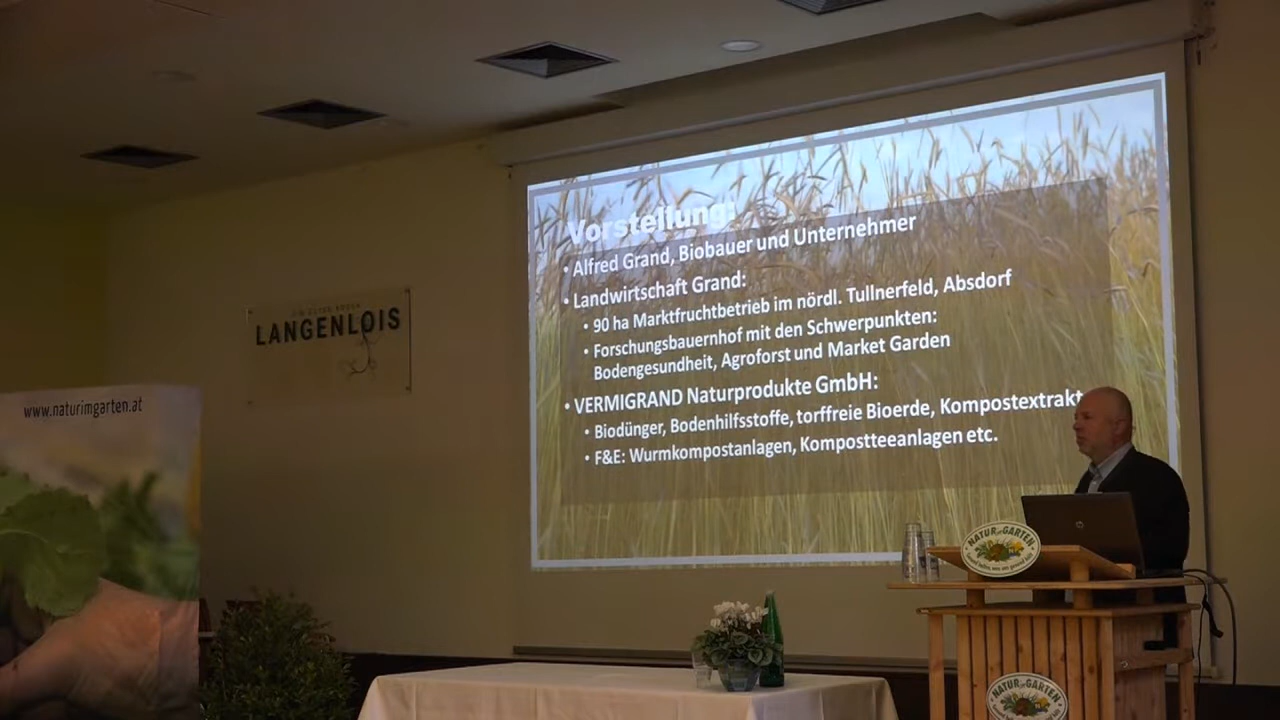 Vorstellung:
• Alfred Grand, Biobauer und Unternehmer
• Landwirtschaft Grand:
• 90 ha Marktfruchtbetrieb im nördl. Tullnerfeld, Absdorf
• Forschungsbauernhof mit den Schwerpunkten:
Bodengesundheit, Agroforst und Market Garden
• VERMIGRAND Naturprodukte GmbH:
• Biodünger, Bodenhilfsstoffe, torffreie Bioerde, Kompostextrakt
• F&E: Wurmkompostanlagen, Kompostteeanlagen etc.
LANGENLOIS
www.naturimgarten.at
hp
NATUR im GARTEN
NATUR im GARTEN